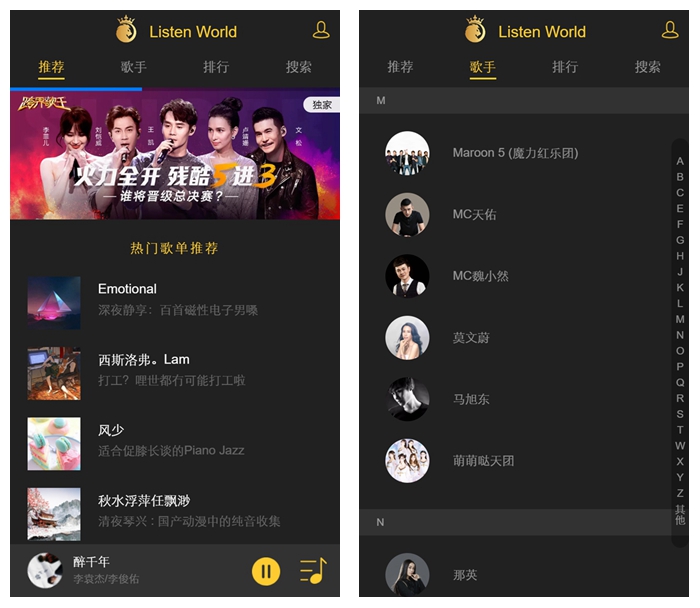 Listen World
推荐
歌手
排行
搜索
跨界歌王
独家
李宗儿
刘恺威
王凯
卢靖姗
文松
火力全开 残酷5进3
谁将晋级总决赛?
热门歌单推荐
Emotional
深夜静享：百首磁性电子男嗓
西斯洛弗。Lam
打工？哩世都冇可能打工啦
风少
适合促膝长谈的Piano Jazz
秋水浮萍任飘渺
清夜琴兴 : 国产动漫中的纯音收集
醉千年
李袁杰/李俊佑
Listen World
推荐
歌手
排行
搜索
M
Maroon 5 (魔力红乐团)
MC天佑
MC魏小然
莫文蔚
马旭东
萌萌哒天团
N
那英
A
B
C
E
F
G
H
J
K
L
M
N
O
P
Q
R
S
T
W
X
Y
Z
其
他